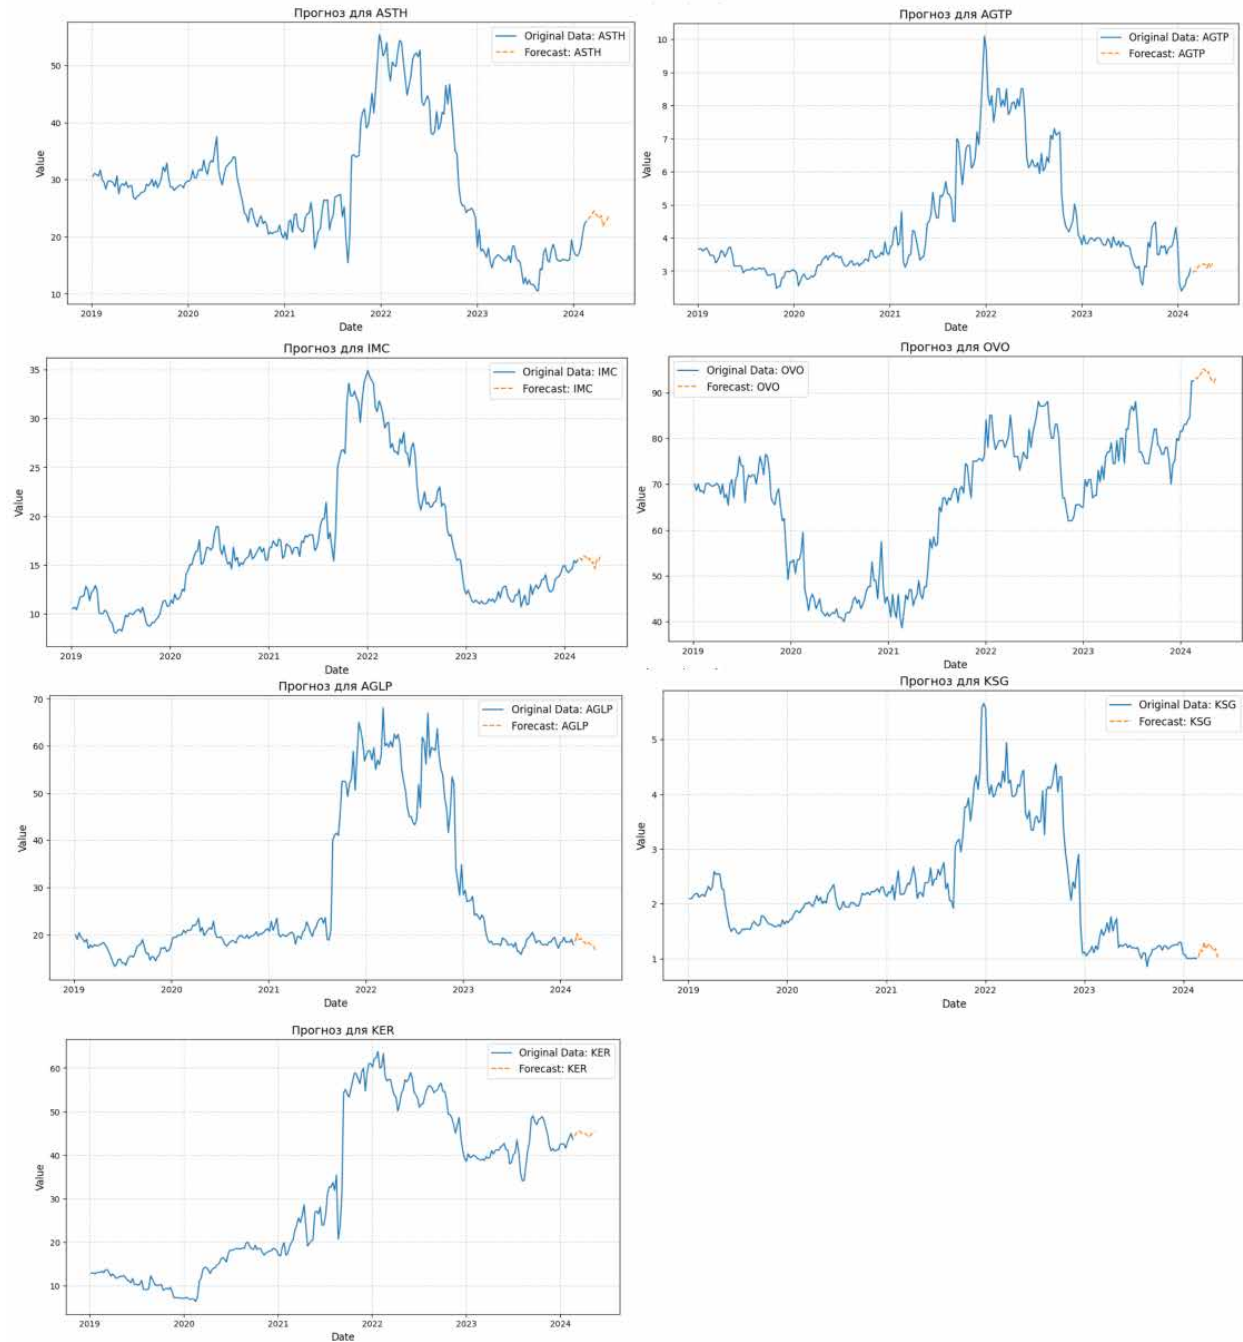 Прогноз для ASTH
Original Data: ASTH
Forecast: ASTH
Value
50
40
30
20
10
2019 2020 2021 2022 2023 2024
Date
Прогноз для AGTP
Original Data: AGTP
Forecast: AGTP
Value
10
9
8
7
6
5
4
3
2019 2020 2021 2022 2023 2024
Date
Прогноз для IMC
Original Data: IMC
Forecast: IMC
Value
35
30
25
20
15
10
2019 2020 2021 2022 2023 2024
Date
Прогноз для OVO
Original Data: OVO
Forecast: OVO
Value
90
80
70
60
50
40
2019 2020 2021 2022 2023 2024
Date
Прогноз для AGLP
Original Data: AGLP
Forecast: AGLP
Value
70
60
50
40
30
20
2019 2020 2021 2022 2023 2024
Date
Прогноз для KSG
Original Data: KSG
Forecast: KSG
Value
5
4
3
2
1
2019 2020 2021 2022 2023 2024
Date
Прогноз для KER
Original Data: KER
Forecast: KER
Value
60
50
40
30
20
10
2019 2020 2021 2022 2023 2024
Date